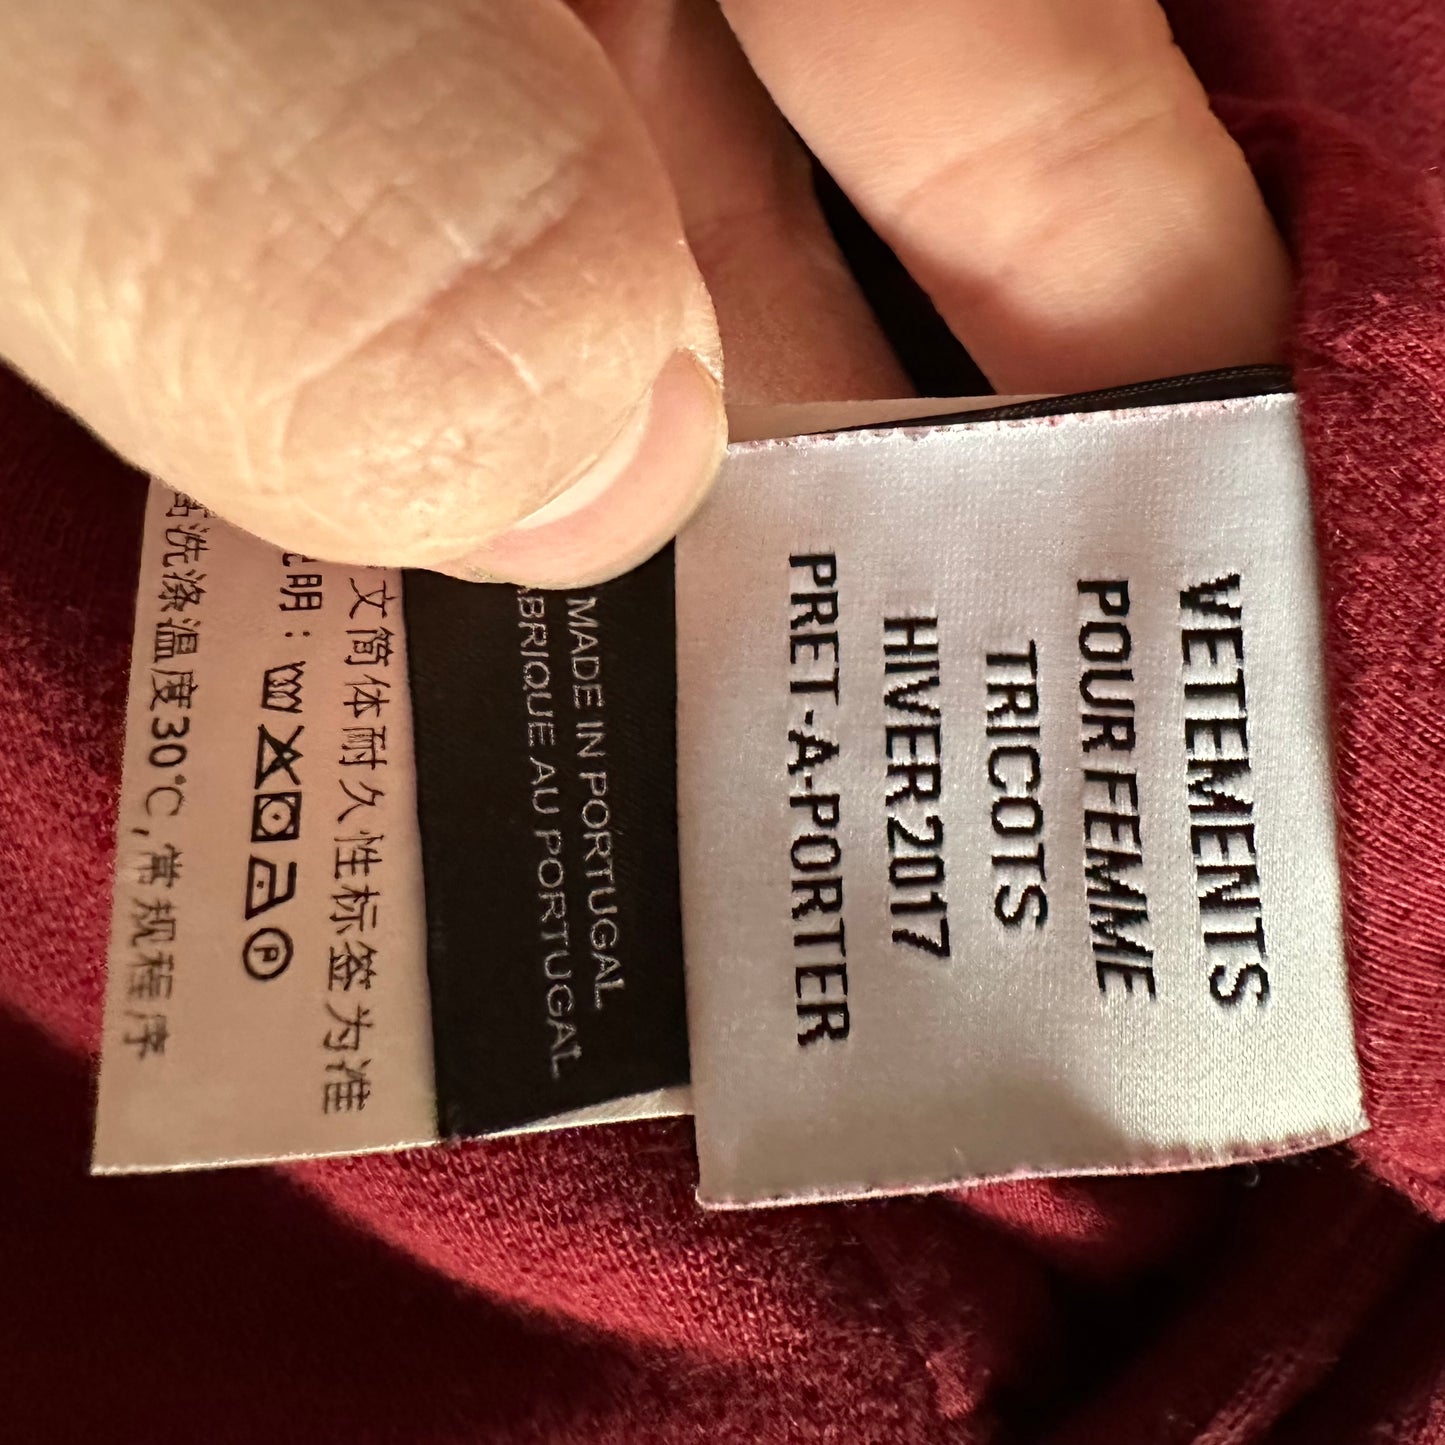 VETEMENTS
POUR FEMME
TRICOTS
HIVER 2017
PRET-A-PORTER
MADE IN PORTUGAL
ABRIQUE AU PORTUGAL
文简体耐久性标签为准
明：
洗涤温度30°C,常规程序